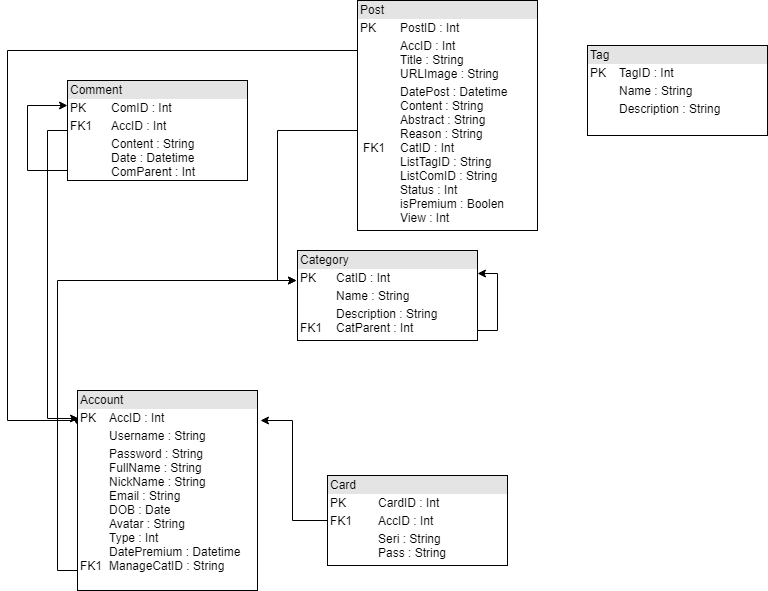 Post
PK PostID : Int
AccID : Int
Title : String
URLImage : String
DatePost : Datetime
Content : String
Abstract : String
Reason : String
FK1 CatID : Int
ListTagID : String
ListComID : String
Status : Int
isPremium : Boolen
View : Int
Tag
PK TagID : Int
Name : String
Description : String
Comment
PK ComID : Int
FK1 AccID : Int
Content : String
Date : Datetime
ComParent : Int
Category
PK CatID : Int
Name : String
Description : String
FK1 CatParent : Int
Account
PK AccID : Int
Username : String
Password : String
FullName : String
NickName : String
Email : String
DOB : Date
Avatar : String
Type : Int
DatePremium : Datetime
FK1 ManageCatID : String
Card
PK CardID : Int
FK1 AccID : Int
Seri : String
Pass : String